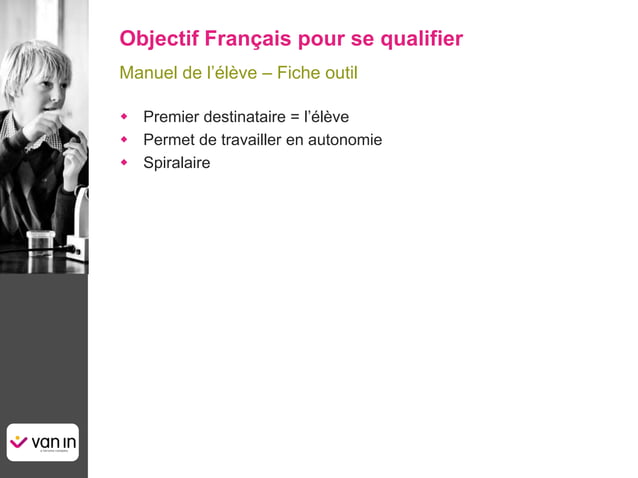 Objectif Français pour se qualifier
Manuel de l’élève – Fiche outil
Premier destinataire = l’élève
Permet de travailler en autonomie
Spiralaire
van in